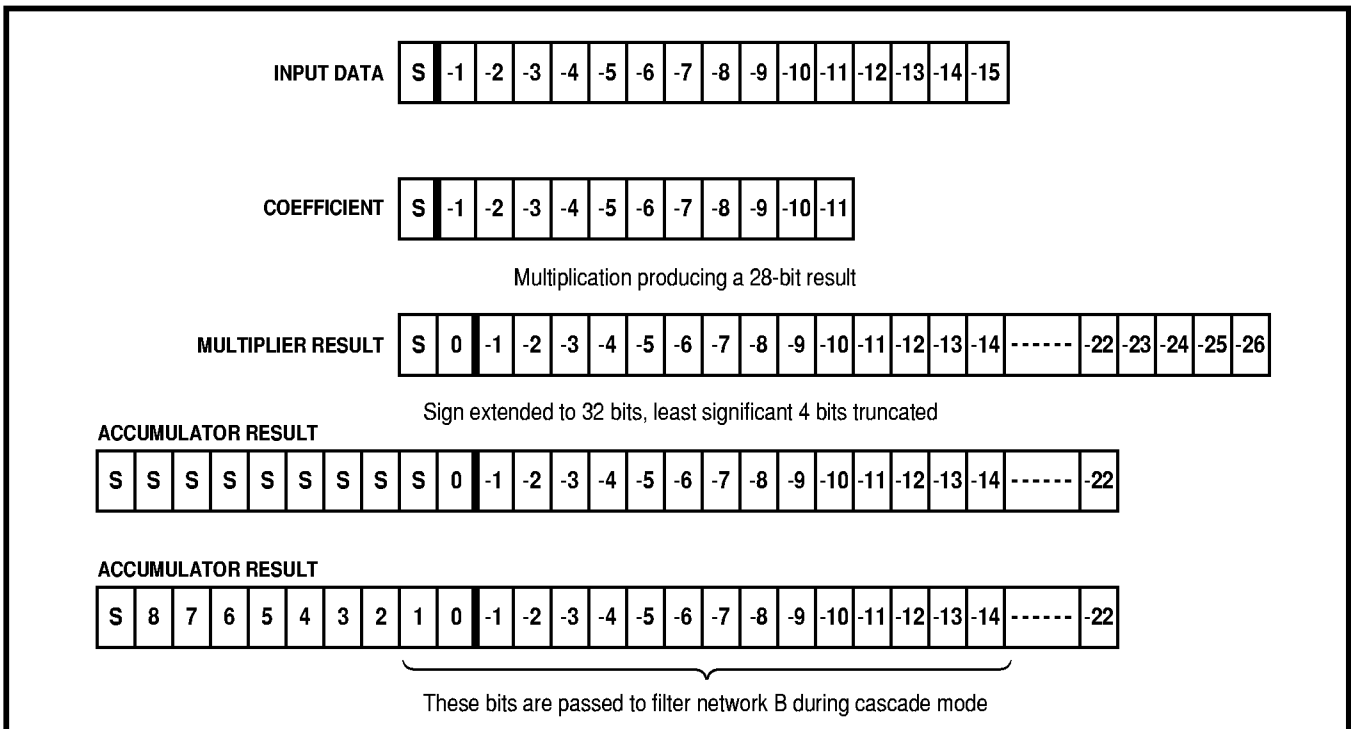 INPUT DATA S -1 -2 -3 -4 -5 -6 -7 -8 -9 -10 -11 -12 -13 -14 -15
COEFFICIENT S -1 -2 -3 -4 -5 -6 -7 -8 -9 -10 -11
Multiplication producing a 28-bit result
MULTIPLIER RESULT S 0 -1 -2 -3 -4 -5 -6 -7 -8 -9 -10 -11 -12 -13 -14 ------ -22 -23 -24 -25 -26
Sign extended to 32 bits, least significant 4 bits truncated
ACCUMULATOR RESULT
S S S S S S S S S 0 -1 -2 -3 -4 -5 -6 -7 -8 -9 -10 -11 -12 -13 -14 ------ -22
ACCUMULATOR RESULT
S 8 7 6 5 4 3 2 1 0 -1 -2 -3 -4 -5 -6 -7 -8 -9 -10 -11 -12 -13 -14 ------ -22
These bits are passed to filter network B during cascade mode